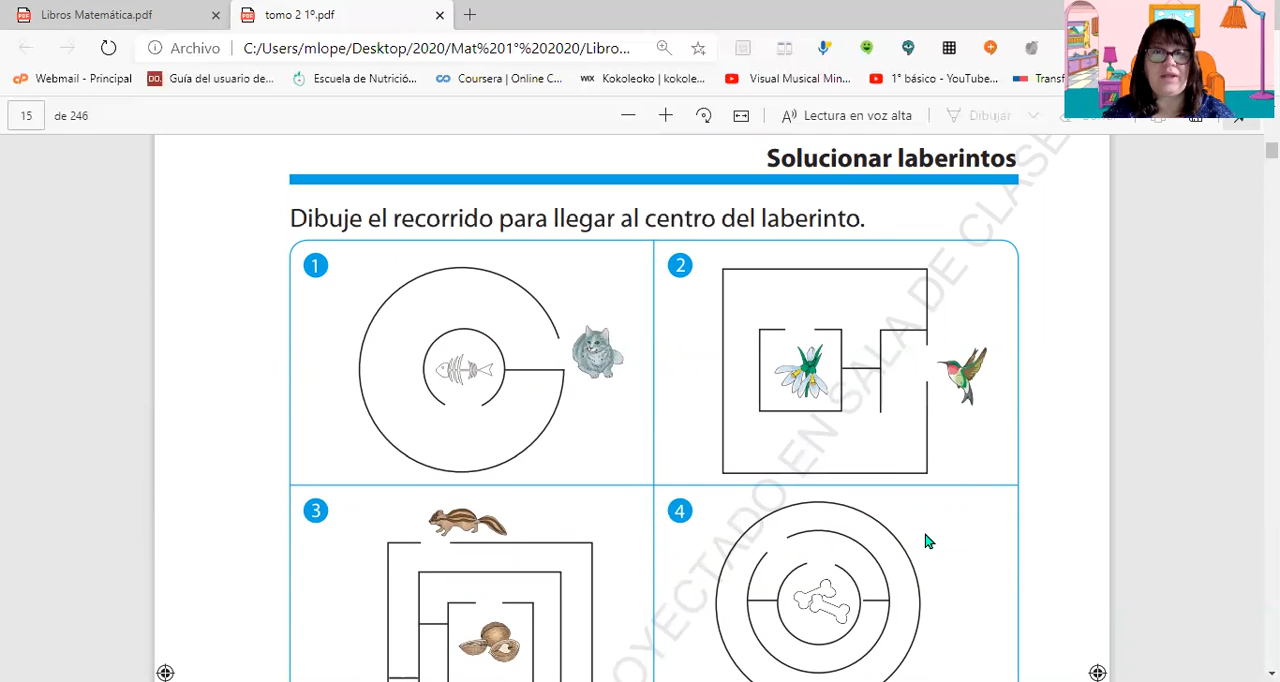 Libros Matemática.pdf
tomo 2 1º.pdf
Archivo
C:/Users/mlope/Desktop/2020/Mat%201°%202020/Libro...
Webmail - Principal
Guía del usuario de...
Escuela de Nutrició...
Coursera | Online C...
WIX Kokoleoko | kokole...
Visual Musical Min...
1° básico - YouTube...
Transf
15
de 246
Lectura en voz alta
Dibujar
Solucionar laberintos
Dibuje el recorrido para llegar al centro del laberinto.
1
2
3
4
OYECTADO EN SALA DE CLASE